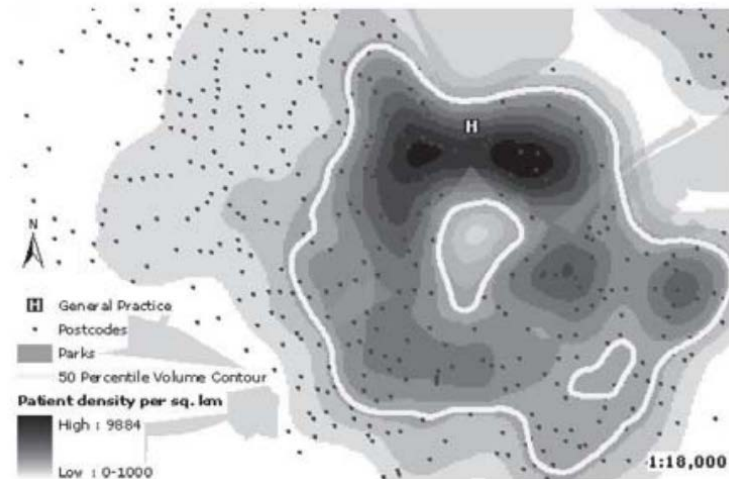 H
N
H General Practice
Postcodes
Parks
50 Percentile Volume Contour
Patient density per sq. km
High : 9884
Low : 0-1000
1:18,000